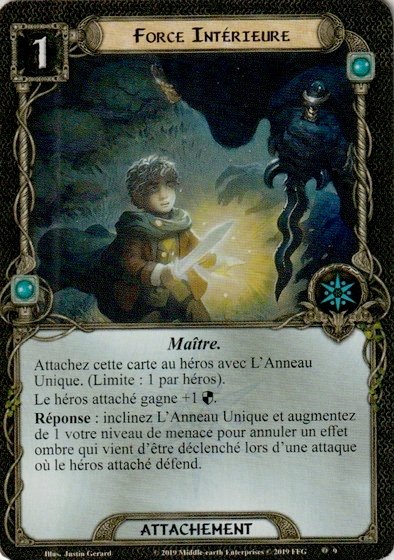 1
FORCE INTÉRIEURE
Maître.
Attachez cette carte au héros avec L'Anneau
Unique. (Limite : 1 par héros).
Le héros attaché gagne +1
Réponse : inclinez L'Anneau Unique et augmentez
de 1 votre niveau de menace pour annuler un effet
ombre qui vient d'être déclenché lors d'une attaque
où le héros attaché défend.
ATTACHEMENT
Illus. Justin Gerard © 2019 Middle-earth Enterprises © 2019 FFG 9